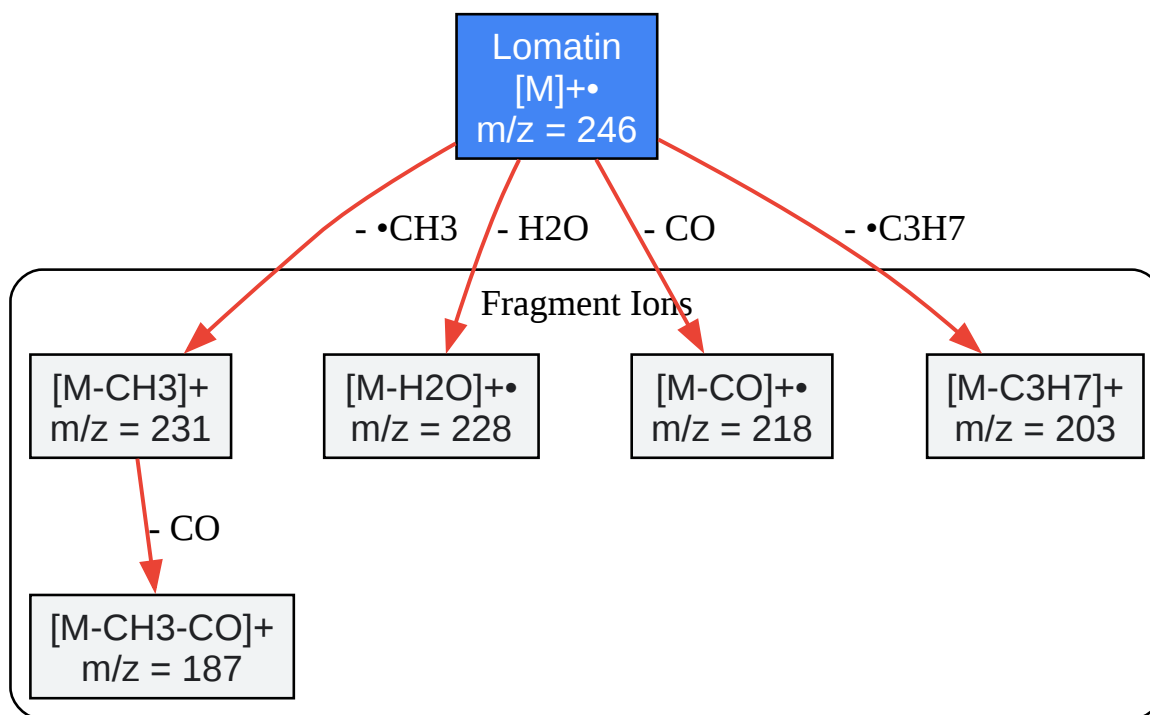 Lomatin
[M]+•
m/z = 246
- •CH3
- H2O
- CO
- •C3H7
Fragment Ions
[M-CH3]+
m/z = 231
[M-H2O]+•
m/z = 228
[M-CO]+•
m/z = 218
[M-C3H7]+
m/z = 203
- CO
[M-CH3-CO]+
m/z = 187